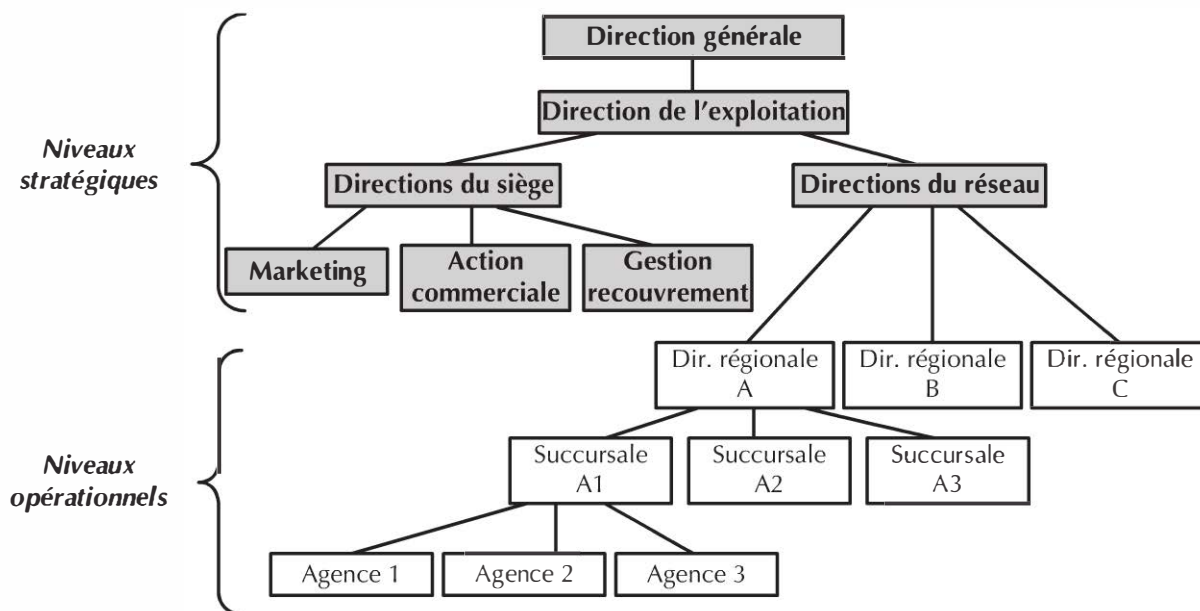 Direction générale
Direction de l'exploitation
Niveaux
stratégiques
Directions du siège
Directions du réseau
Marketing
Action
commerciale
Gestion
recouvrement
Dir. régionale
A
Dir. régionale
B
Dir. régionale
C
Niveaux
opérationnels
Succursale
A1
Succursale
A2
Succursale
A3
Agence 1
Agence 2
Agence 3